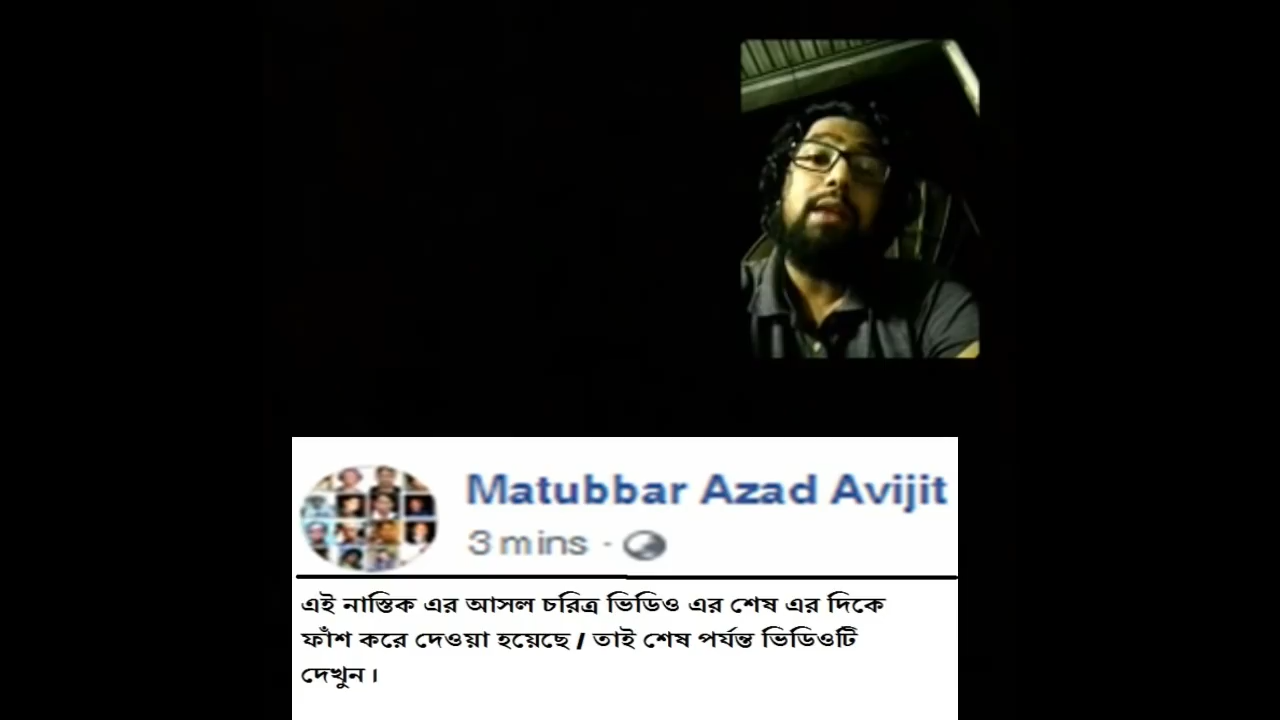 Matubbar Azad Avijit
3 mins ·
এই নাস্তিক এর আসল চরিত্র ভিডিও এর শেষ এর দিকে
ফাঁশ করে দেওয়া হয়েছে / তাই শেষ পর্যন্ত ভিডিওটি
দেখুন।